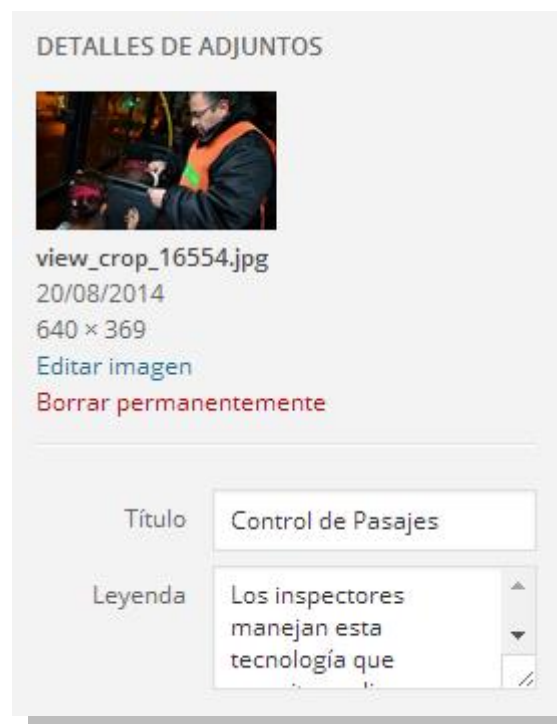 DETALLES DE ADJUNTOS
view_crop_16554.jpg
20/08/2014
640 × 369
Editar imagen
Borrar permanentemente
Título
Control de Pasajes
Leyenda
Los inspectores
manejan esta
tecnología que